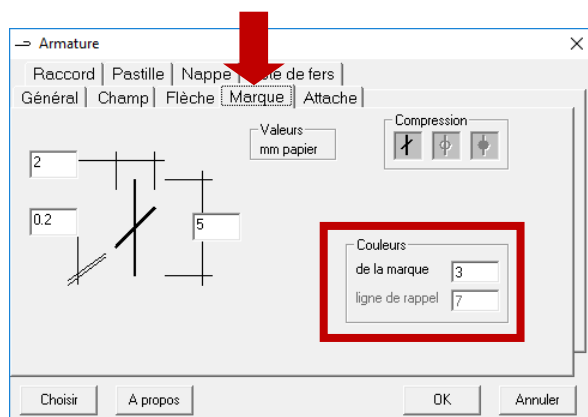 Armature
Raccord Pastille Nappe de fers
Général Champ Flèche Marque Attache
Valeurs
mm papier
Compression
2
0.2
5
Couleurs
de la marque 3
ligne de rappel 7
Choisir A propos OK Annuler